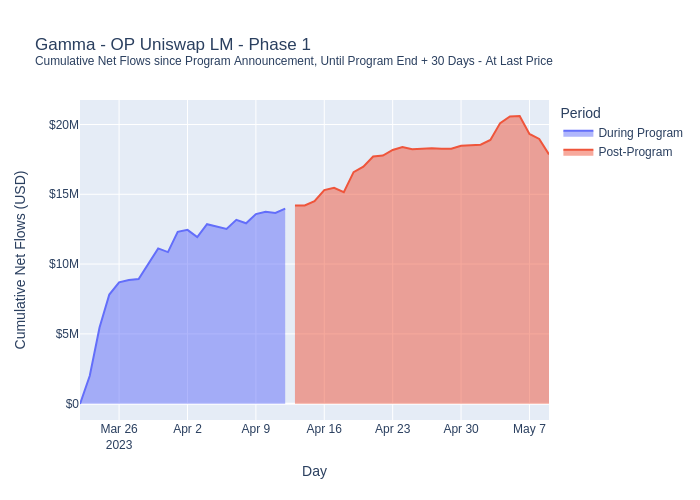 Gamma - OP Uniswap LM - Phase 1
Cumulative Net Flows since Program Announcement, Until Program End + 30 Days - At Last Price
Period
During Program
Post-Program
Cumulative Net Flows (USD)
$20M
$15M
$10M
$5M
$0
Mar 26
2023
Apr 2
Apr 9
Apr 16
Apr 23
Apr 30
May 7
Day